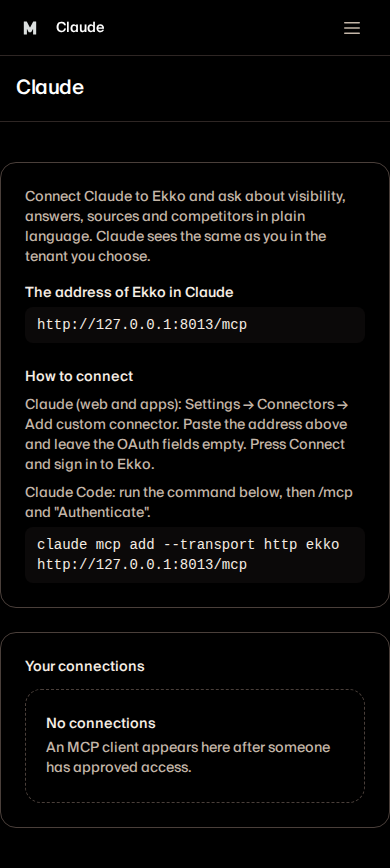 M Claude
Claude
Connect Claude to Ekko and ask about visibility,
answers, sources and competitors in plain
language. Claude sees the same as you in the
tenant you choose.
The address of Ekko in Claude
http://127.0.0.1:8013/mcp
How to connect
Claude (web and apps): Settings → Connectors →
Add custom connector. Paste the address above
and leave the OAuth fields empty. Press Connect
and sign in to Ekko.
Claude Code: run the command below, then /mcp
and "Authenticate".
claude mcp add --transport http ekko
http://127.0.0.1:8013/mcp
Your connections
No connections
An MCP client appears here after someone
has approved access.